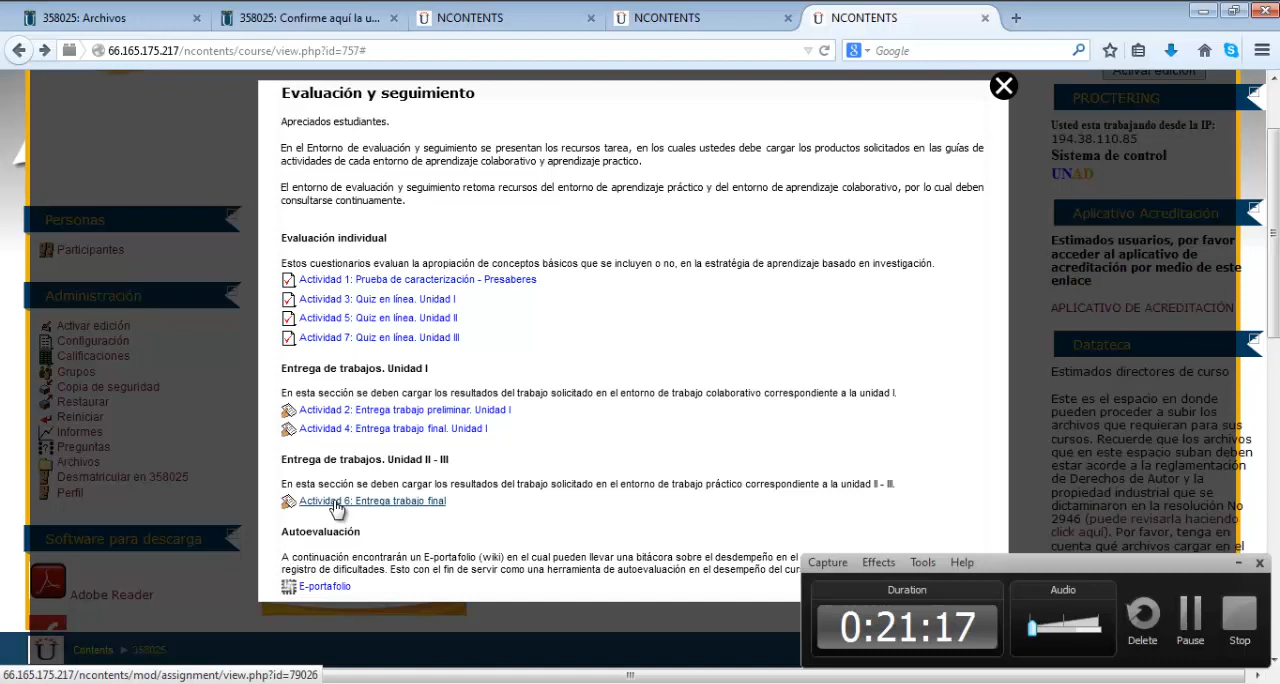 358025: Archivos
358025: Confirme aquí la u...
NCONTENTS
NCONTENTS
NCONTENTS
66.165.175.217/ncontents/course/view.php?id=757#
Google
Evaluación y seguimiento
Apreciados estudiantes.
En el Entorno de evaluación y seguimiento se presentan los recursos tarea, en los cuales ustedes debe cargar los productos solicitados en las guías de
actividades de cada entorno de aprendizaje colaborativo y aprendizaje practico.
El entorno de evaluación y seguimiento retoma recursos del entorno de aprendizaje práctico y del entorno de aprendizaje colaborativo, por lo cual deben
consultarse continuamente.
Evaluación individual
Estos cuestionarios evaluan la apropiación de conceptos básicos que se incluyen o no, en la estratégia de aprendizaje basado en investigación.
Actividad 1: Prueba de caracterización - Presaberes
Actividad 3: Quiz en línea. Unidad I
Actividad 5: Quiz en línea. Unidad II
Actividad 7: Quiz en línea. Unidad III
Entrega de trabajos. Unidad I
En esta sección se deben cargar los resultados del trabajo solicitado en el entorno de trabajo colaborativo correspondiente a la unidad I.
Actividad 2: Entrega trabajo preliminar. Unidad I
Actividad 4: Entrega trabajo final. Unidad I
Entrega de trabajos. Unidad II - III
En esta sección se deben cargar los resultados del trabajo solicitado en el entorno de trabajo práctico correspondiente a la unidad II - III.
Actividad 6: Entrega trabajo final
Autoevaluación
A continuación encontrarán un E-portafolio (wiki) en el cual pueden llevar una bitácora sobre el desdempeño en el
registro de dificultades. Esto con el fin de servir como una herramienta de autoevaluación en el desempeño del cur
E-portafolio
Personas
Participantes
Administración
Activar edición
Configuración
Calificaciones
Grupos
Copia de seguridad
Restaurar
Reiniciar
Informes
Preguntas
Archivos
Desmatricular en 358025
Perfil
Software para descarga
Adobe Reader
Contents ► 358025
66.165.175.217/ncontents/mod/assignment/view.php?id=79026
Activar edición
PROCTERING
Usted esta trabajando desde la IP:
194.38.110.85
Sistema de control
UNAD
Aplicativo Acreditación
Estimados usuarios, por favor
acceder al aplicativo de
acreditación por medio de este
enlace
APLICATIVO DE ACREDITACIÓN
Datateca
Estimados directores de curso
Este es el espacio en donde
pueden proceder a subir los
archivos que requieran para sus
cursos. Recuerde que los archivos
que en este espacio suban deben
estar acorde a la reglamentación
de Derechos de Autor y la
propiedad industrial que se
dictaminaron en la resolución No
2946 (puede revisarla haciendo
click aquí). Por favor, tenga en
cuenta qué archivos cargar en el
Capture Effects Tools Help
Duration
0:21:17
Audio
Delete
Pause
Stop